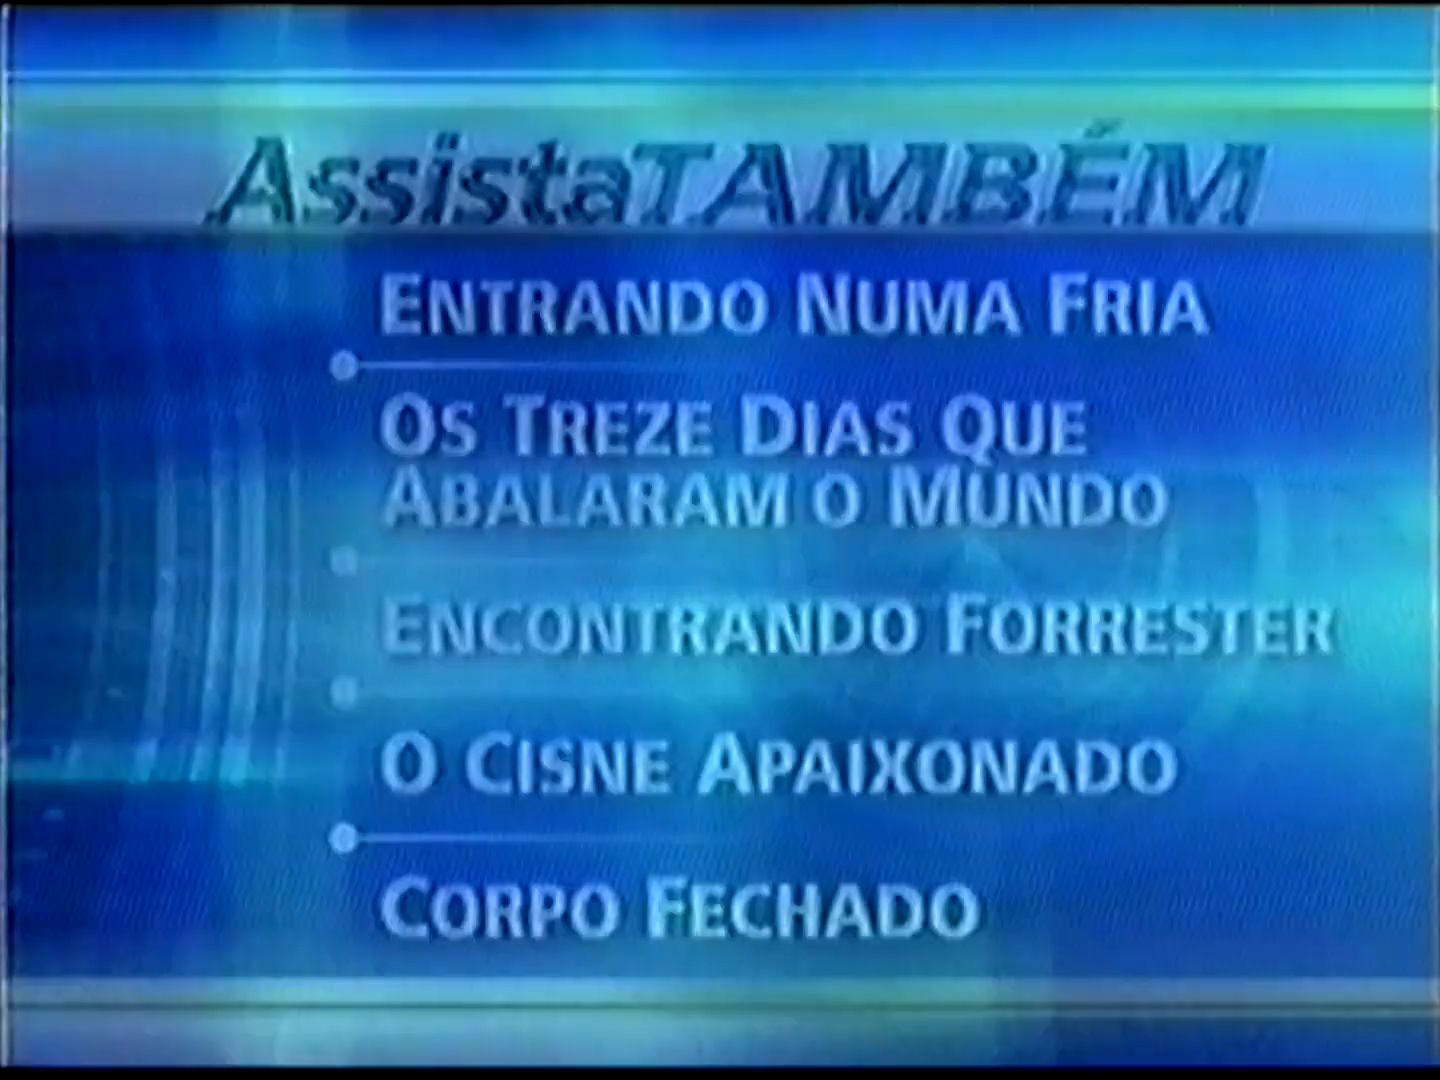 AssistaTAMBÉM
ENTRANDO NUMA FRIA
OS TREZE DIAS QUE
ABALARAM O MUNDO
ENCONTRANDO FORRESTER
O CISNE APAIXONADO
CORPO FECHADO